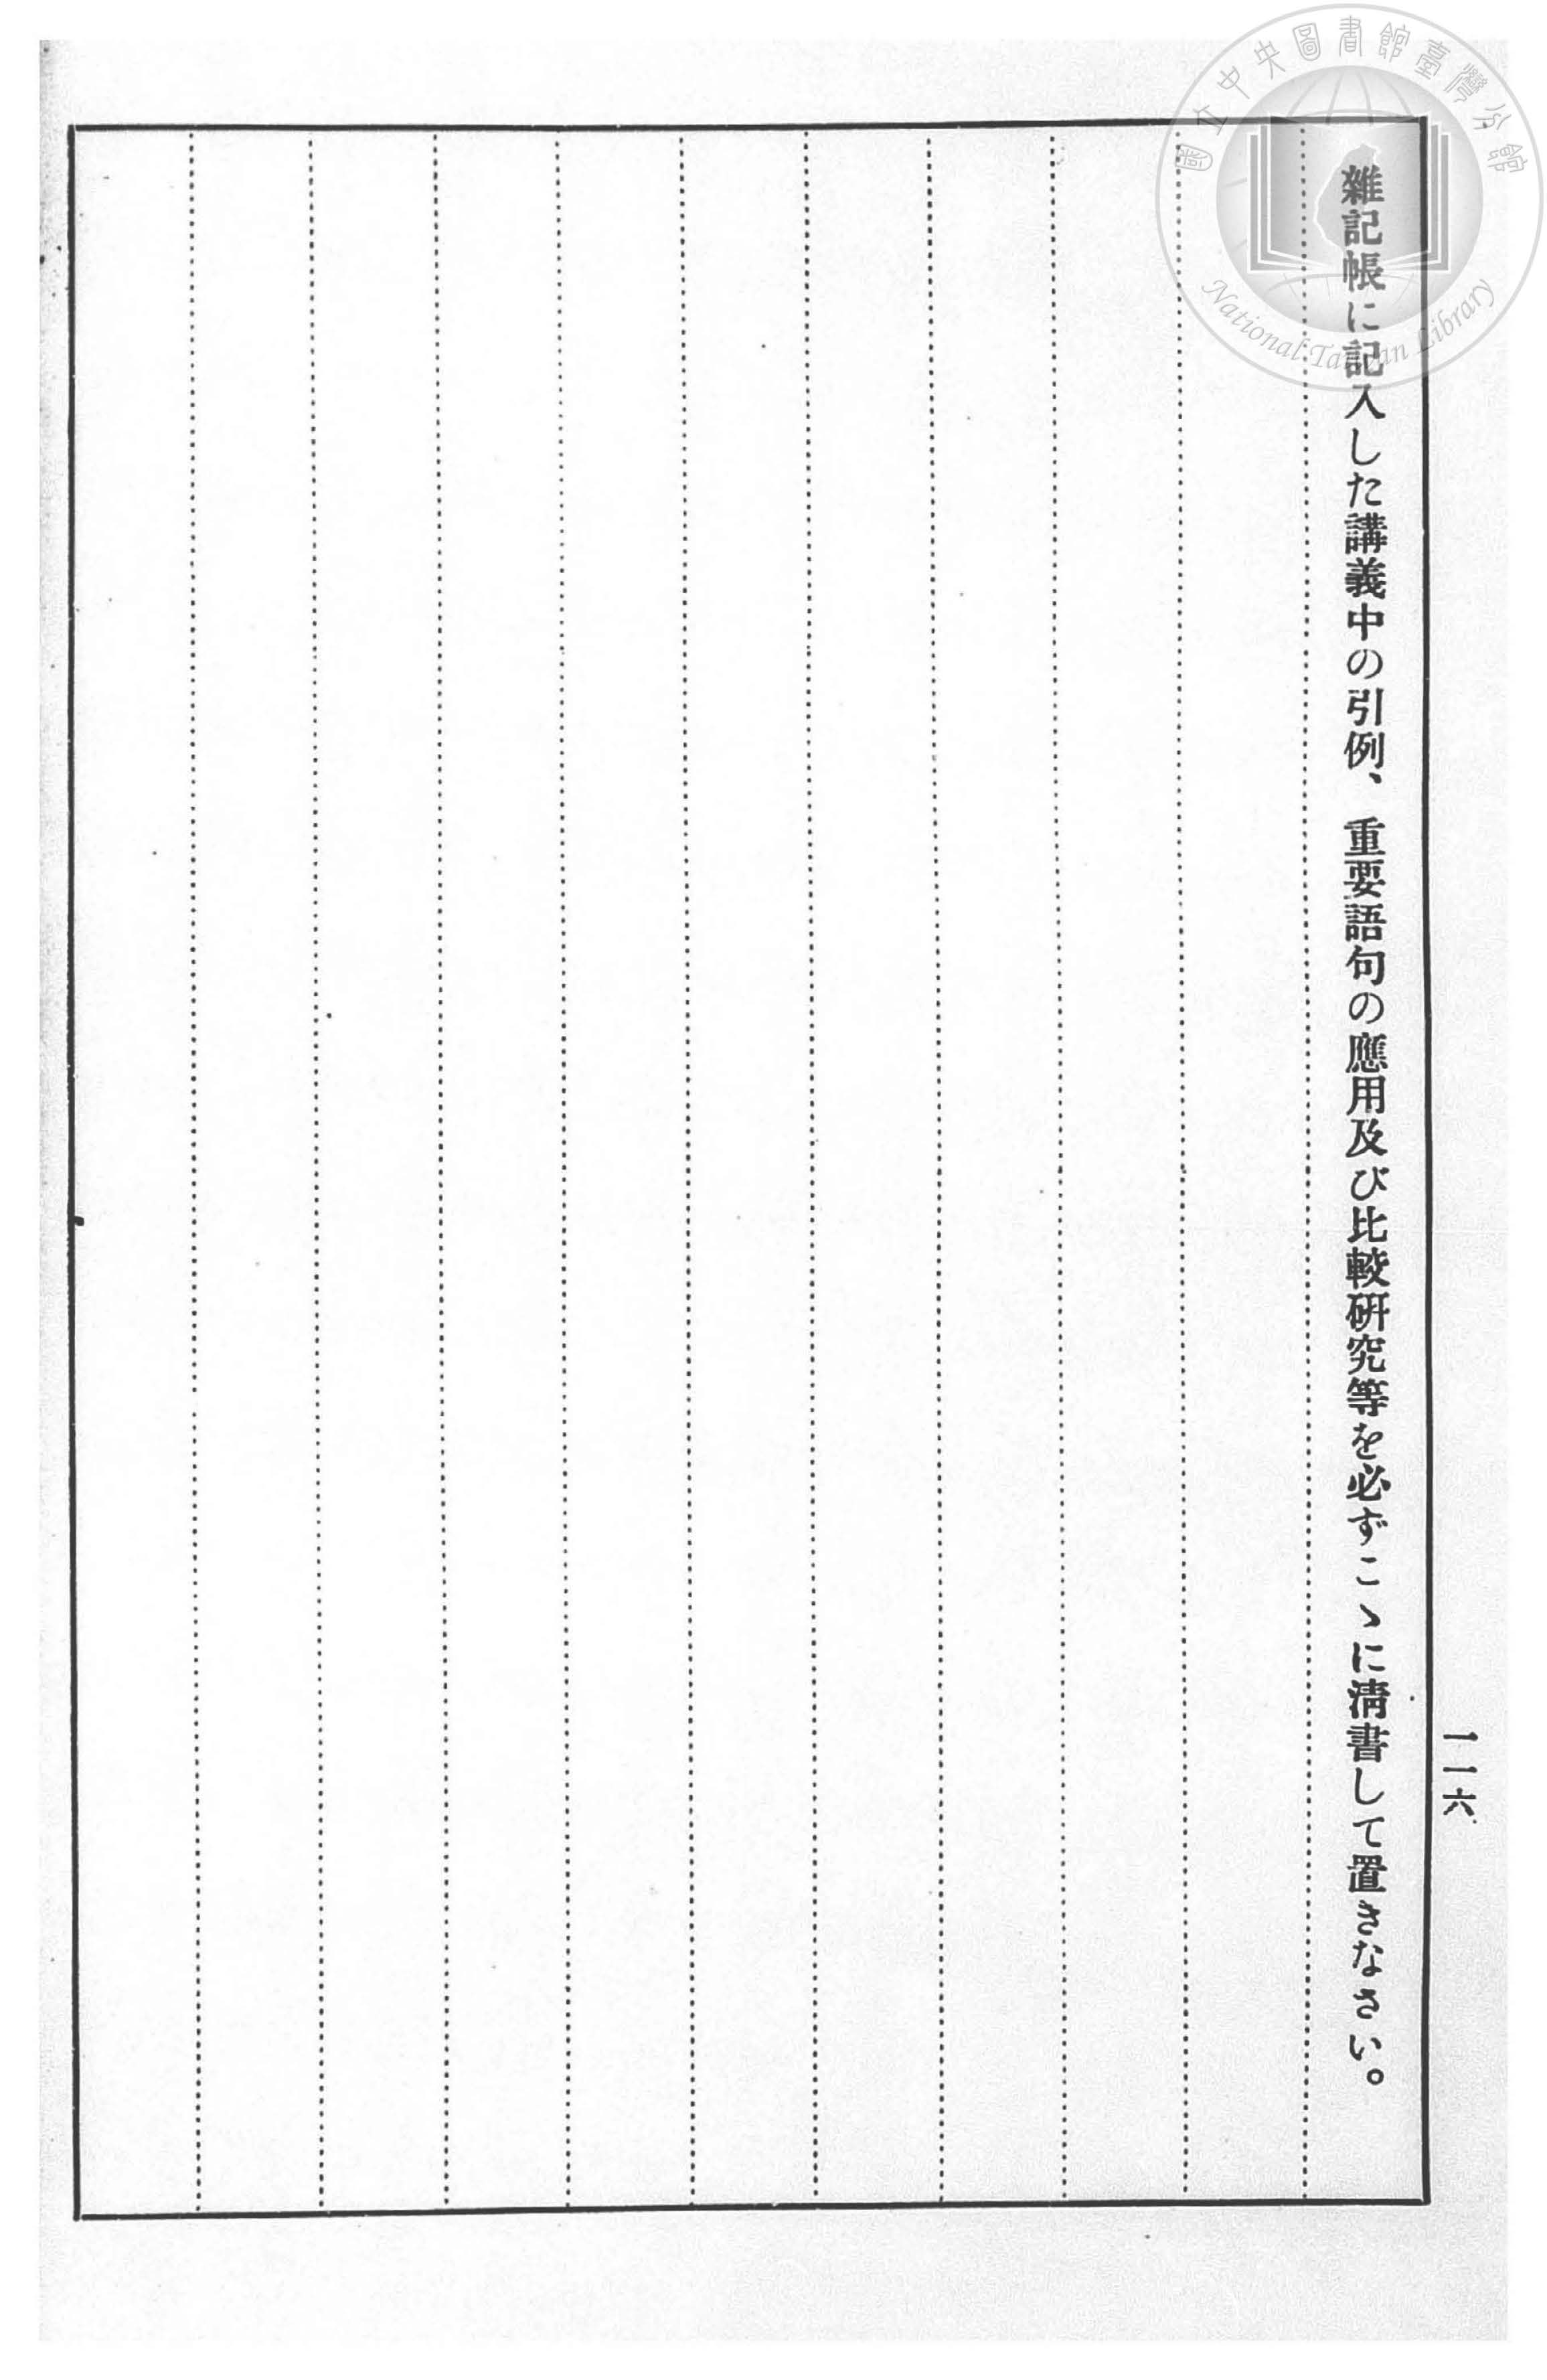 國立中央圖書館臺灣分館
National Taiwan Library
雜記帳に記入した講義中の引例、重要語句の應用及び比較硏究等を必ずこゝに淸書して置きなさい。
一一六